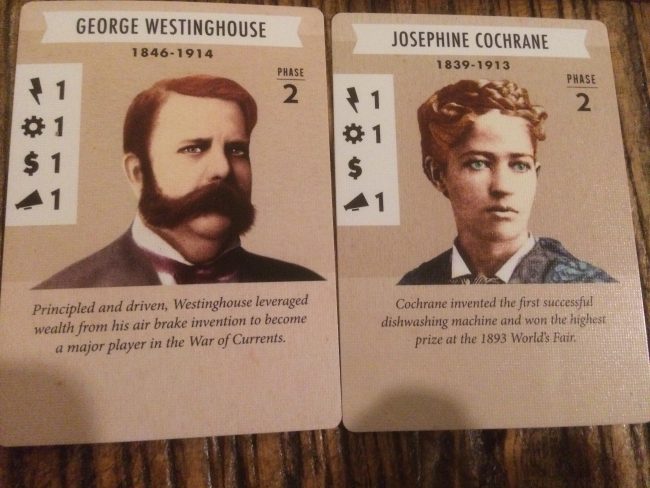 GEORGE WESTINGHOUSE
1846-1914
PHASE
2
1
1
$ 1
1
Principled and driven, Westinghouse leveraged
wealth from his air brake invention to become
a major player in the War of Currents.
JOSEPHINE COCHRANE
1839-1913
PHASE
2
1
1
$
1
Cochrane invented the first successful
dishwashing machine and won the highest
prize at the 1893 World's Fair.